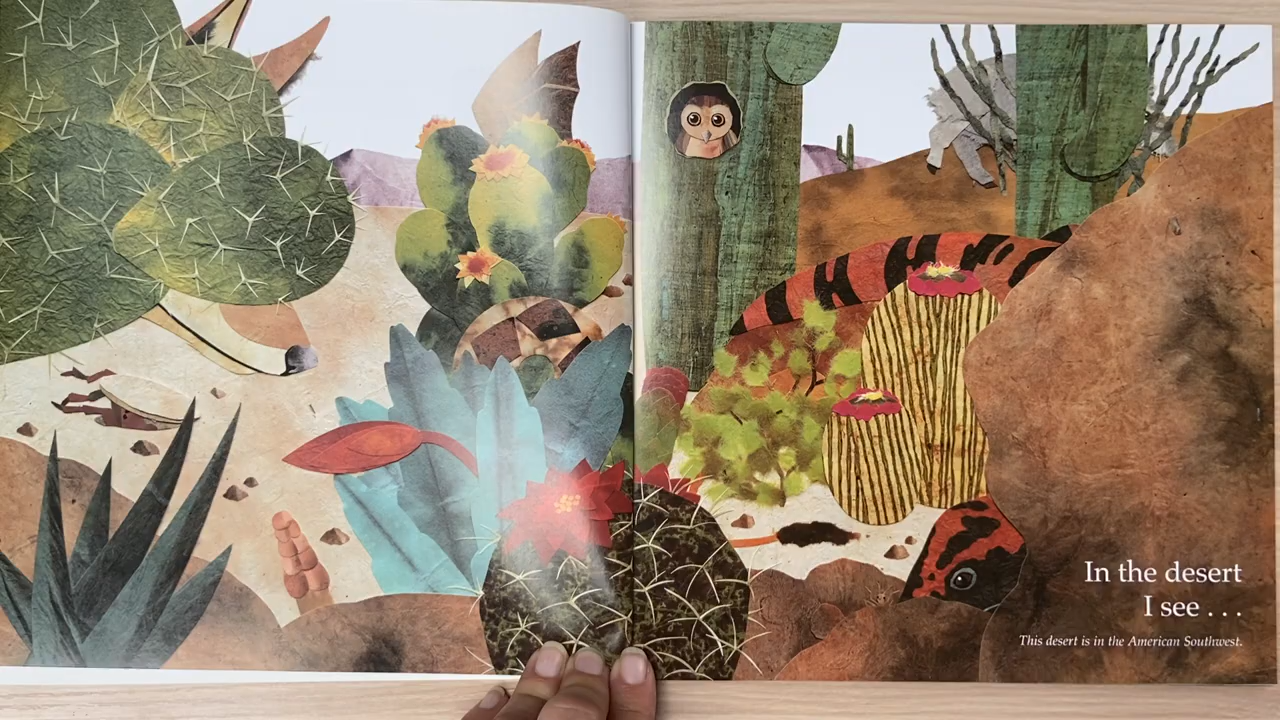 In the desert
I see . . .
This desert is in the American Southwest.